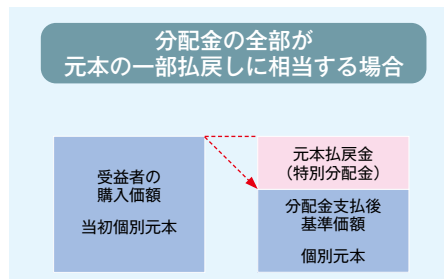 分配金の全部が
元本の一部払戻しに相当する場合
受益者の
購入価額
当初個別元本
元本払戻金
（特別分配金）
分配金支払後
基準価額
個別元本